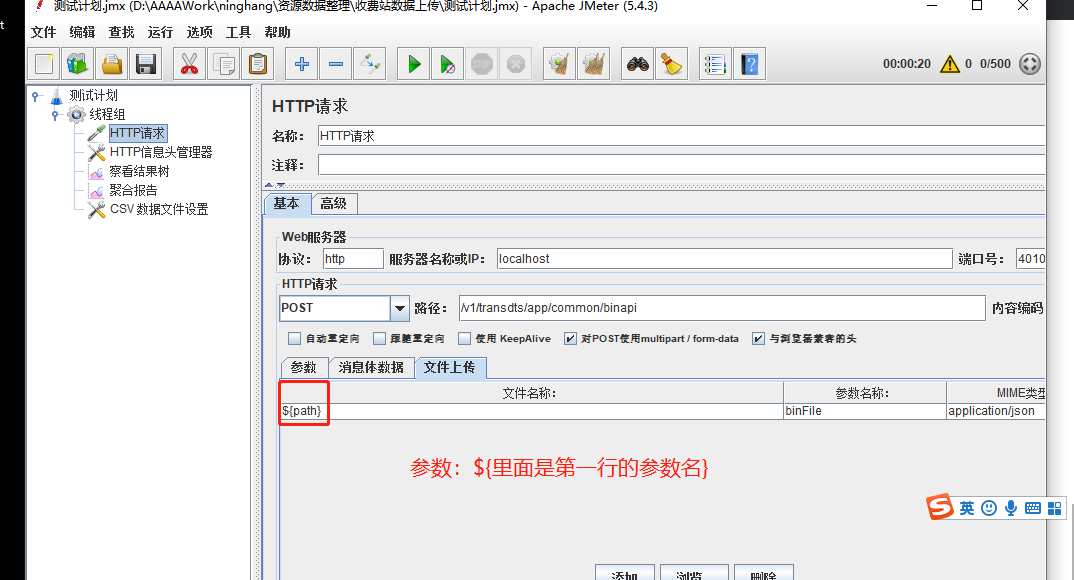 t
测试计划.jmx (D:\AAAAWork\ninghang\资源数据整理\收费站数据上传\测试计划.jmx) - Apache JMeter (5.4.3)
文件 编辑 查找 运行 选项 工具 帮助
STOP
00:00:20 0 0/500
测试计划
线程组
HTTP请求
HTTP信息头管理器
察看结果树
聚合报告
CSV 数据文件设置
HTTP请求
名称： HTTP请求
注释：
基本 高级
Web服务器
协议： http 服务器名称或IP： localhost 端口号： 4010
HTTP请求
POST 路径： /v1/transdts/app/common/binapi 内容编码
自动重定向 跟随重定向 使用 KeepAlive 对POST使用multipart / form-data 与浏览器兼容的头
参数 消息体数据 文件上传
文件名称： 参数名称： MIME类型
${path} binFile application/json
参数：${里面是第一行的参数名}
英
添加 浏览 删除